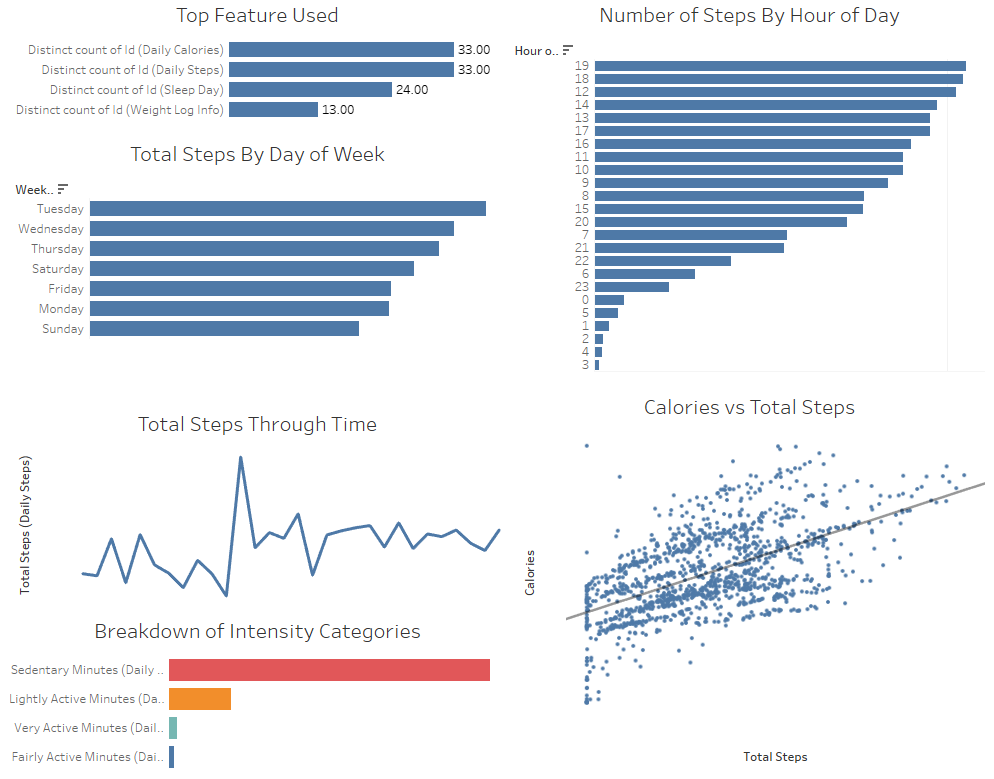 Top Feature Used
Distinct count of Id (Daily Calories) 33.00
Distinct count of Id (Daily Steps) 33.00
Distinct count of Id (Sleep Day) 24.00
Distinct count of Id (Weight Log Info) 13.00
Total Steps By Day of Week
Week..
Tuesday
Wednesday
Thursday
Saturday
Friday
Monday
Sunday
Total Steps Through Time
Total Steps (Daily Steps)
Breakdown of Intensity Categories
Sedentary Minutes (Daily ..
Lightly Active Minutes (Da..
Very Active Minutes (Dail..
Fairly Active Minutes (Dai..
Number of Steps By Hour of Day
Hour o..
19
18
12
14
13
17
16
11
10
9
8
15
20
7
21
22
6
23
0
5
1
2
4
3
Calories vs Total Steps
Calories
Total Steps